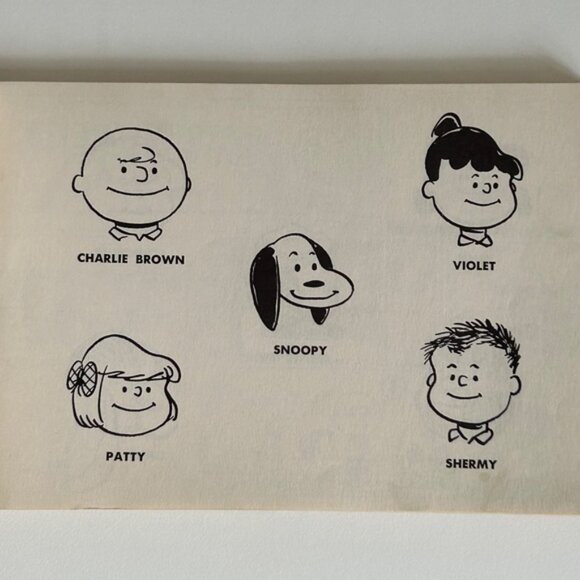 CHARLIE BROWN
VIOLET
SNOOPY
PATTY
SHERMY